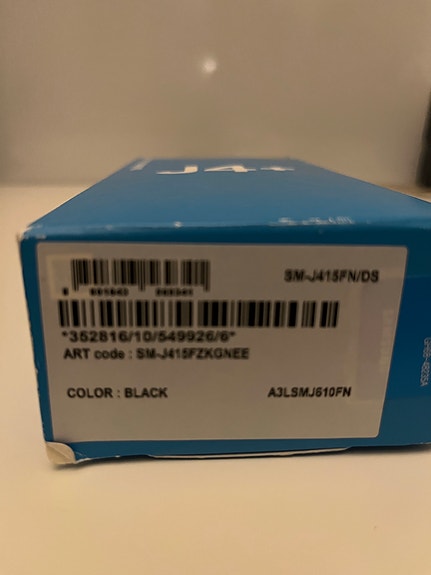 J4+
SM-J415FN/DS
*352816/10/549926/6*
ART code : SM-J415FZKGNEE
COLOR : BLACK
A3LSMJ610FN